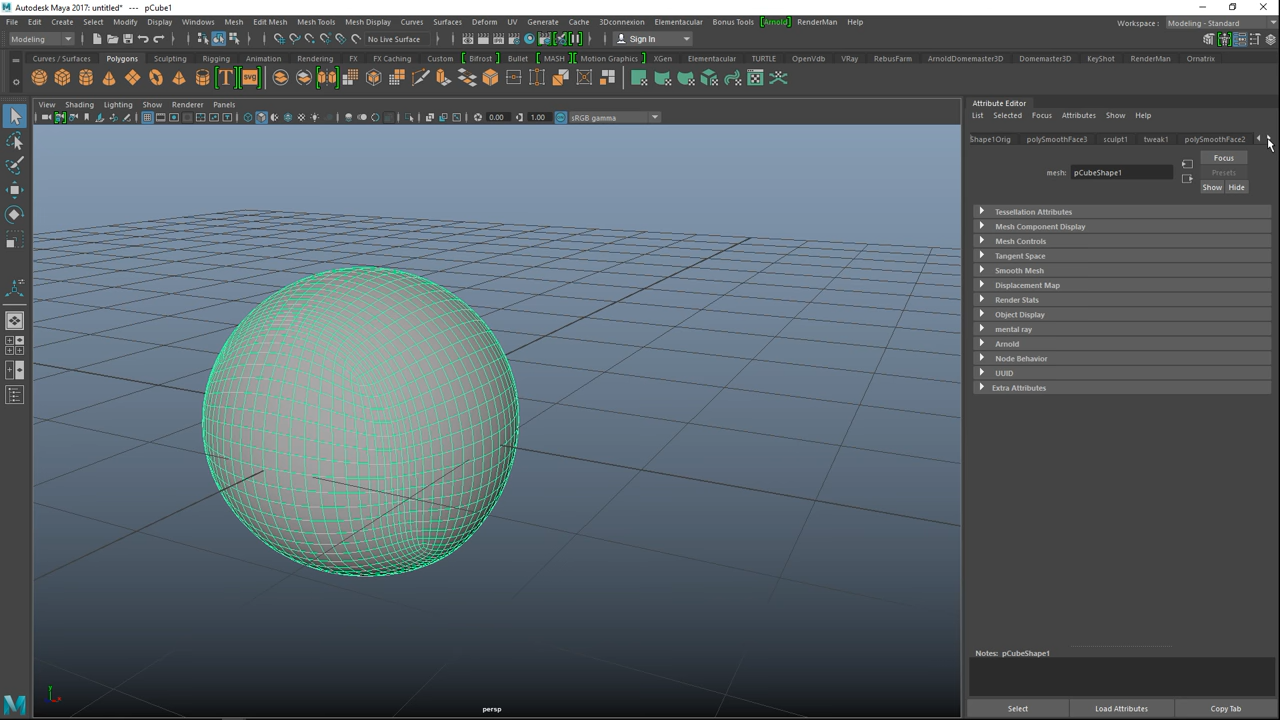 Autodesk Maya 2017: untitled* --- pCube1
File Edit Create Select Modify Display Windows Mesh Edit Mesh Mesh Tools Mesh Display Curves Surfaces Deform UV Generate Cache 3Dconnexion Elementacular Bonus Tools [Arnold] RenderMan Help
Workspace : Modeling - Standard
Modeling No Live Surface Sign In
Curves / Surfaces Polygons Sculpting Rigging Animation Rendering FX FX Caching Custom Bifrost Bullet MASH Motion Graphics XGen Elementacular TURTLE OpenVdb VRay RebusFarm ArnoldDomemaster3D Domemaster3D KeyShot RenderMan Ornatrix
T svg
View Shading Lighting Show Renderer Panels
0.00 1.00 sRGB gamma
Attribute Editor
List Selected Focus Attributes Show Help
Shape1Orig polySmoothFace3 sculpt1 tweak1 polySmoothFace2
Focus
mesh: pCubeShape1 Presets
Show Hide
Tessellation Attributes
Mesh Component Display
Mesh Controls
Tangent Space
Smooth Mesh
Displacement Map
Render Stats
Object Display
mental ray
Arnold
Node Behavior
UUID
Extra Attributes
Notes: pCubeShape1
persp
Select Load Attributes Copy Tab